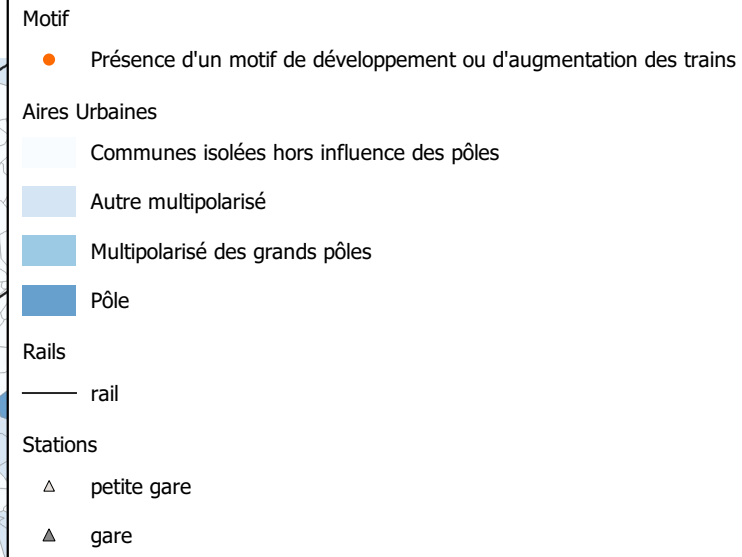 Motif
Présence d'un motif de développement ou d'augmentation des trains
Aires Urbaines
Communes isolées hors influence des pôles
Autre multipolarisé
Multipolarisé des grands pôles
Pôle
Rails
rail
Stations
petite gare
gare